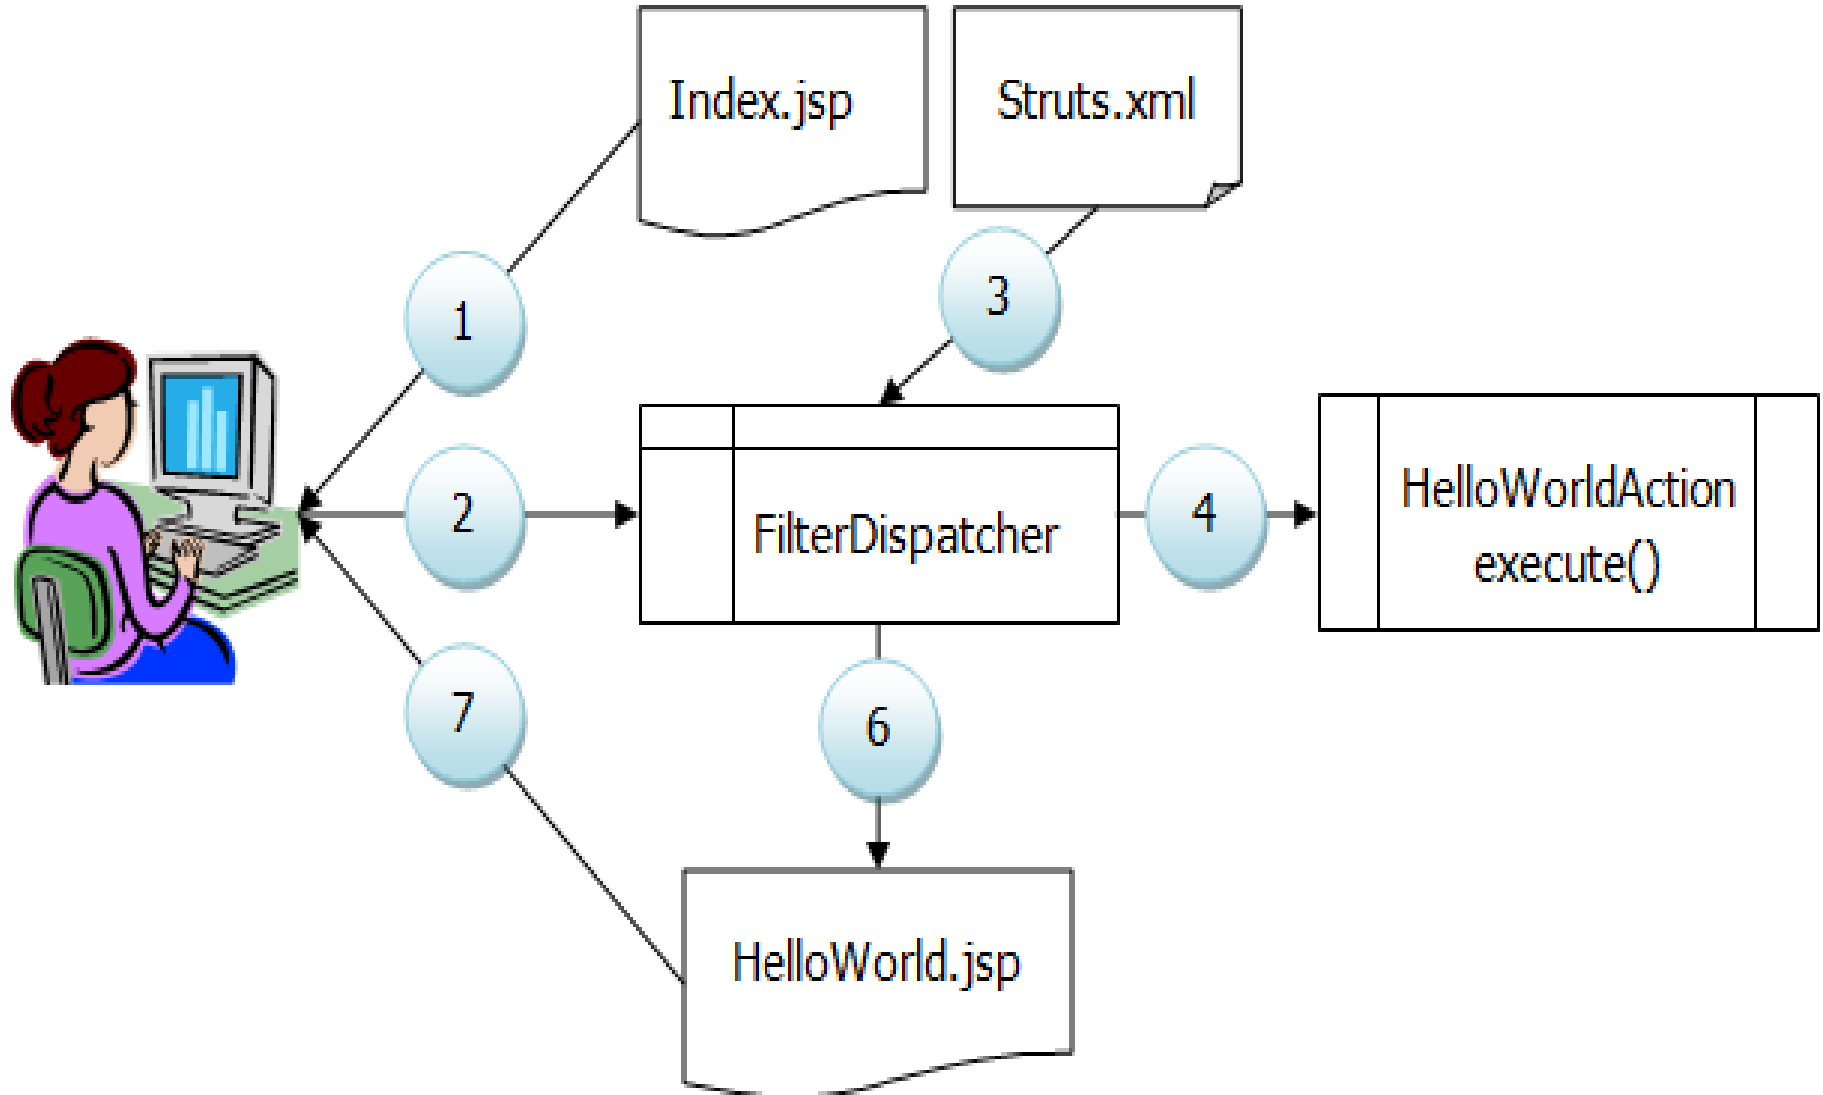 Index.jsp
Struts.xml
1
3
2
FilterDispatcher
4
HelloWorldAction
execute()
7
6
HelloWorld.jsp